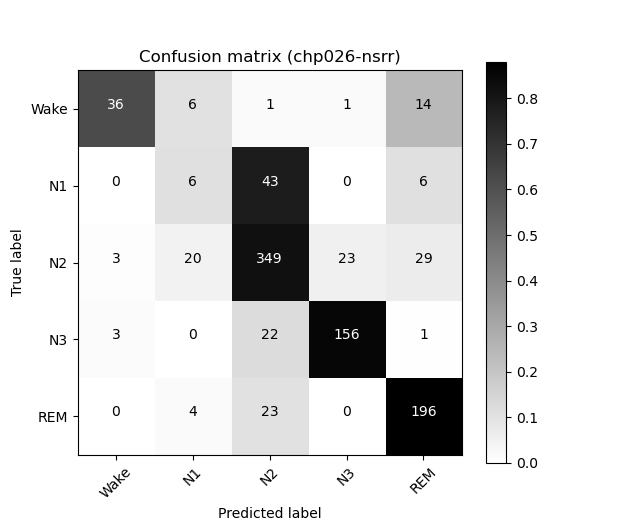 Confusion matrix (chp026-nsrr)
True label
Wake 36 6 1 1 14
N1 0 6 43 0 6
N2 3 20 349 23 29
N3 3 0 22 156 1
REM 0 4 23 0 196
Wake N1 N2 N3 REM
Predicted label
0.8
0.7
0.6
0.5
0.4
0.3
0.2
0.1
0.0